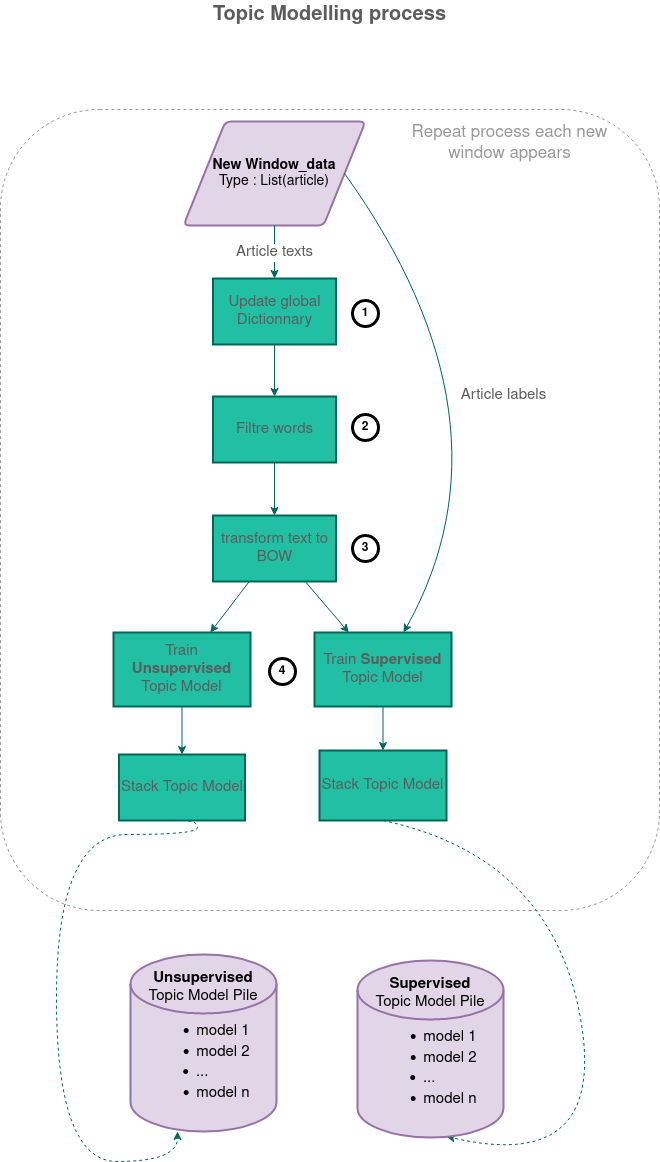 Topic Modelling process
Repeat process each new
window appears
New Window_data
Type : List(article)
Article texts
Update global
Dictionnary
1
Article labels
Filtre words
2
transform text to
BOW
3
Train
Unsupervised
Topic Model
4
Train Supervised
Topic Model
Stack Topic Model
Stack Topic Model
Unsupervised
Topic Model Pile
• model 1
• model 2
• ...
• model n
Supervised
Topic Model Pile
• model 1
• model 2
• ...
• model n